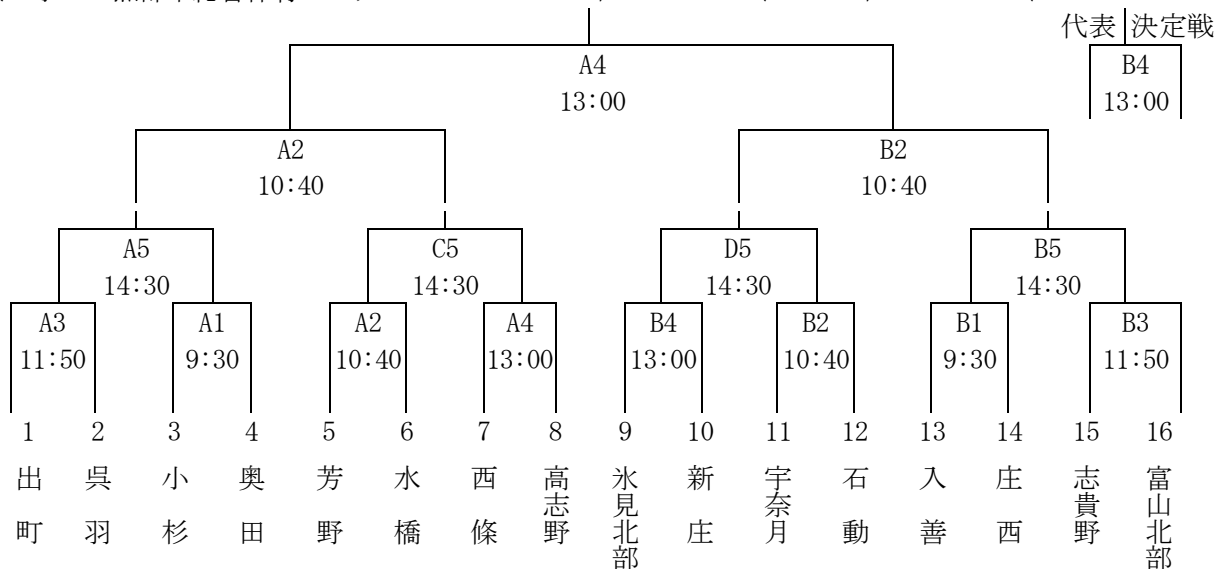 代表 決定戦
A4 B4
13:00 13:00
A2 B2
10:40 10:40
A5 C5 D5 B5
14:30 14:30 14:30 14:30
A3 A1 A2 A4 B4 B2 B1 B3
11:50 9:30 10:40 13:00 13:00 10:40 9:30 11:50
1 2 3 4 5 6 7 8 9 10 11 12 13 14 15 16
出町 呉羽 小杉 奥田 芳野 水橋 西條 高志野 氷見北部 新庄 宇奈月 石動 入善 庄西 志貴野 富山北部